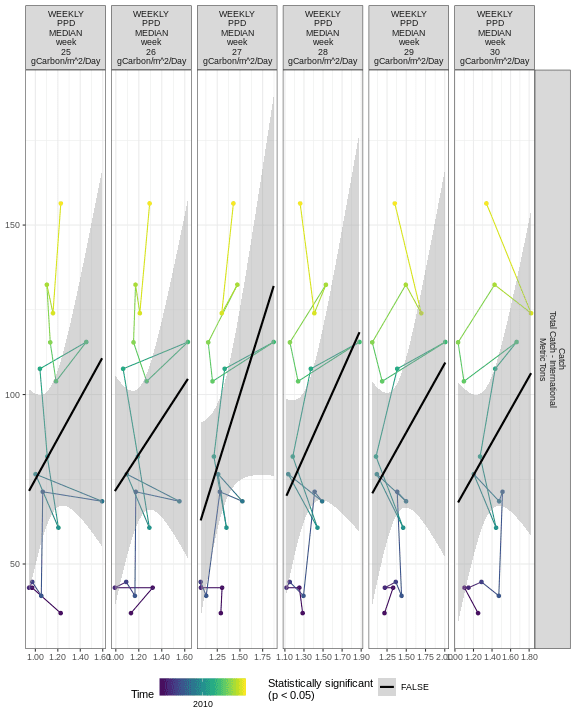 WEEKLY
PPD
MEDIAN
week
25
gCarbon/m^2/Day
WEEKLY
PPD
MEDIAN
week
26
gCarbon/m^2/Day
WEEKLY
PPD
MEDIAN
week
27
gCarbon/m^2/Day
WEEKLY
PPD
MEDIAN
week
28
gCarbon/m^2/Day
WEEKLY
PPD
MEDIAN
week
29
gCarbon/m^2/Day
WEEKLY
PPD
MEDIAN
week
30
gCarbon/m^2/Day
150
100
50
Catch
Total Catch - International
Metric Tons
1.00 1.20 1.40 1.60
1.00 1.20 1.40 1.60
1.25 1.50 1.75
1.10 1.30 1.50 1.70 1.90
1.25 1.50 1.75 2.00
1.00 1.20 1.40 1.60 1.80
Time
2010
Statistically significant
(p < 0.05)
FALSE